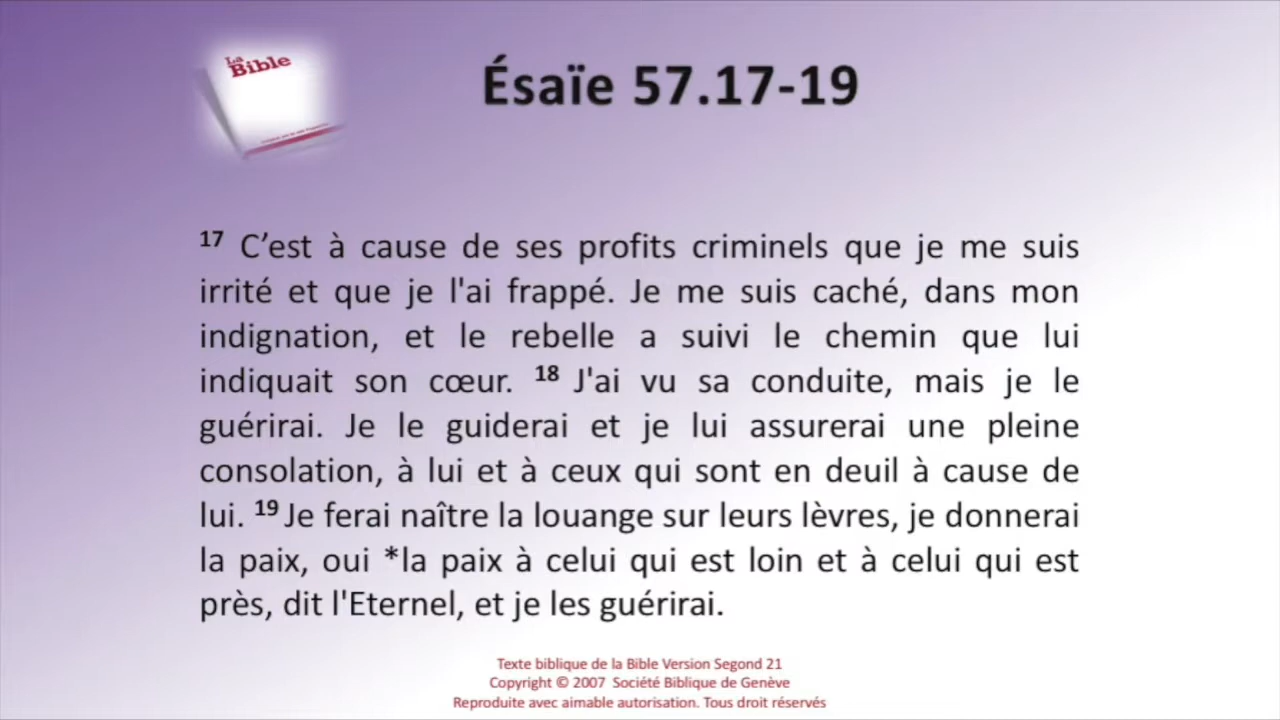 La
Bible
Ésaïe 57.17-19
17 C’est à cause de ses profits criminels que je me suis
irrité et que je l'ai frappé. Je me suis caché, dans mon
indignation, et le rebelle a suivi le chemin que lui
indiquait son cœur. 18 J'ai vu sa conduite, mais je le
guérirai. Je le guiderai et je lui assurerai une pleine
consolation, à lui et à ceux qui sont en deuil à cause de
lui. 19 Je ferai naître la louange sur leurs lèvres, je donnerai
la paix, oui *la paix à celui qui est loin et à celui qui est
près, dit l'Eternel, et je les guérirai.
Texte biblique de la Bible Version Segond 21
Copyright © 2007 Société Biblique de Genève
Reproduite avec aimable autorisation. Tous droit réservés